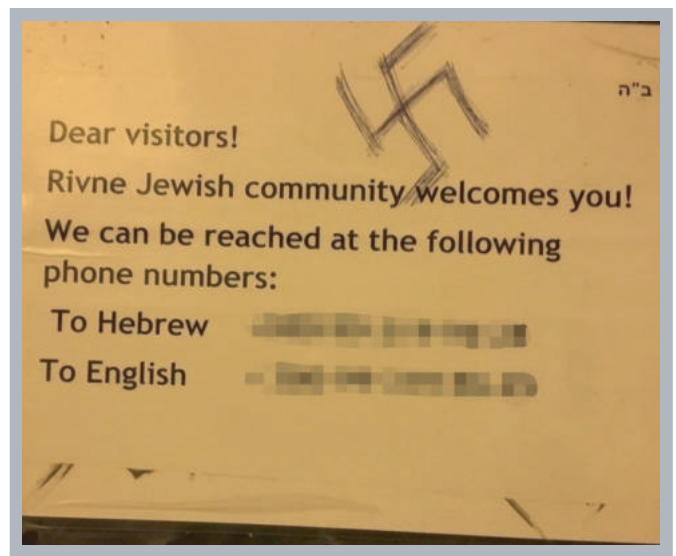 ב"ה
Dear visitors!
Rivne Jewish community welcomes you!
We can be reached at the following
phone numbers:
To Hebrew
To English